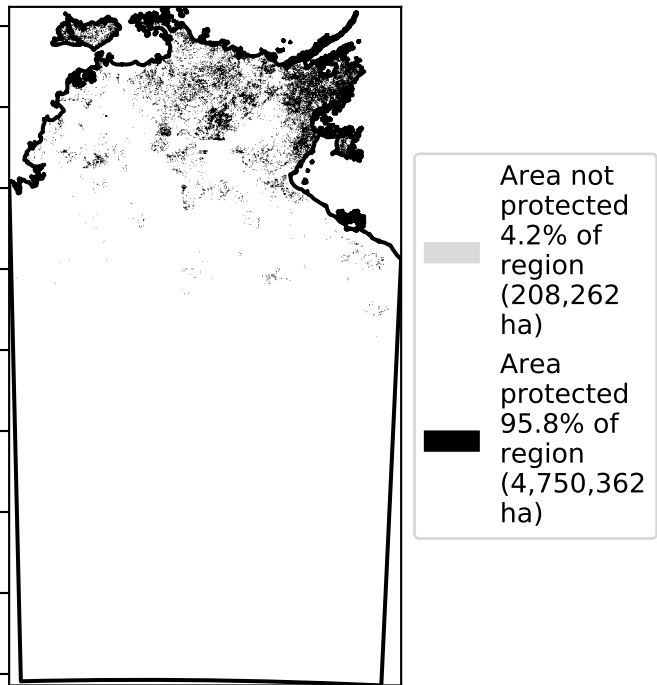 Area not
protected
4.2% of
region
(208,262
ha)
Area
protected
95.8% of
region
(4,750,362
ha)